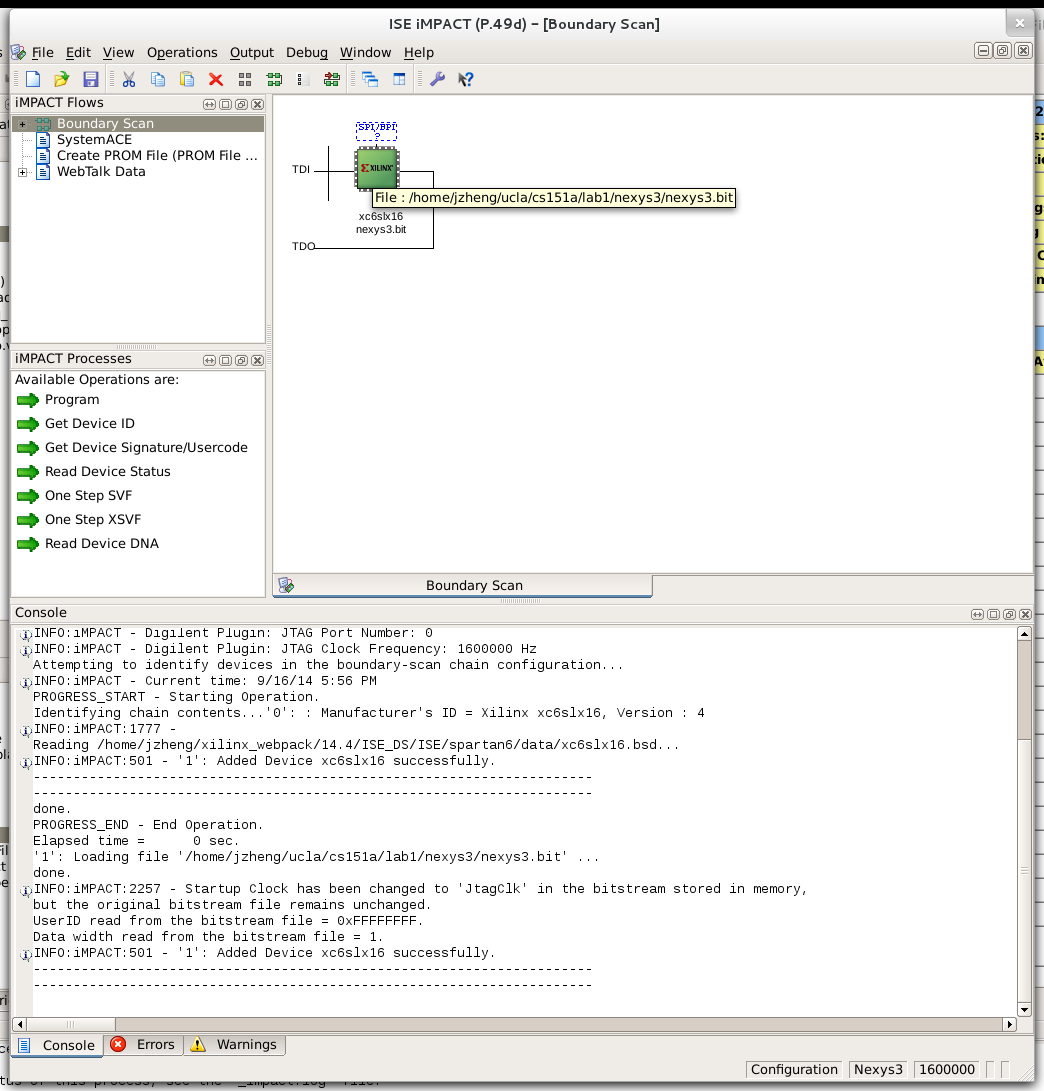 ISE iMPACT (P.49d) - [Boundary Scan]
File Edit View Operations Output Debug Window Help
iMPACT Flows
Boundary Scan
SystemACE
Create PROM File (PROM File ...
WebTalk Data
SPI/BPI
?
XILINX
TDI
File : /home/jzheng/ucla/cs151a/lab1/nexys3/nexys3.bit
xc6slx16
nexys3.bit
TDO
iMPACT Processes
Available Operations are:
Program
Get Device ID
Get Device Signature/Usercode
Read Device Status
One Step SVF
One Step XSVF
Read Device DNA
Boundary Scan
Console
INFO:iMPACT - Digilent Plugin: JTAG Port Number: 0
INFO:iMPACT - Digilent Plugin: JTAG Clock Frequency: 1600000 Hz
Attempting to identify devices in the boundary-scan chain configuration...
INFO:iMPACT - Current time: 9/16/14 5:56 PM
PROGRESS_START - Starting Operation.
Identifying chain contents...'0': : Manufacturer's ID = Xilinx xc6slx16, Version : 4
INFO:iMPACT:1777 -
Reading /home/jzheng/xilinx_webpack/14.4/ISE_DS/ISE/spartan6/data/xc6slx16.bsd...
INFO:iMPACT:501 - '1': Added Device xc6slx16 successfully.
----------------------------------------------------------------------
----------------------------------------------------------------------
done.
PROGRESS_END - End Operation.
Elapsed time =      0 sec.
'1': Loading file '/home/jzheng/ucla/cs151a/lab1/nexys3/nexys3.bit' ...
done.
INFO:iMPACT:2257 - Startup Clock has been changed to 'JtagClk' in the bitstream stored in memory,
but the original bitstream file remains unchanged.
UserID read from the bitstream file = 0xFFFFFFFF.
Data width read from the bitstream file = 1.
INFO:iMPACT:501 - '1': Added Device xc6slx16 successfully.
----------------------------------------------------------------------
----------------------------------------------------------------------
Console Errors Warnings
Configuration Nexys3 1600000